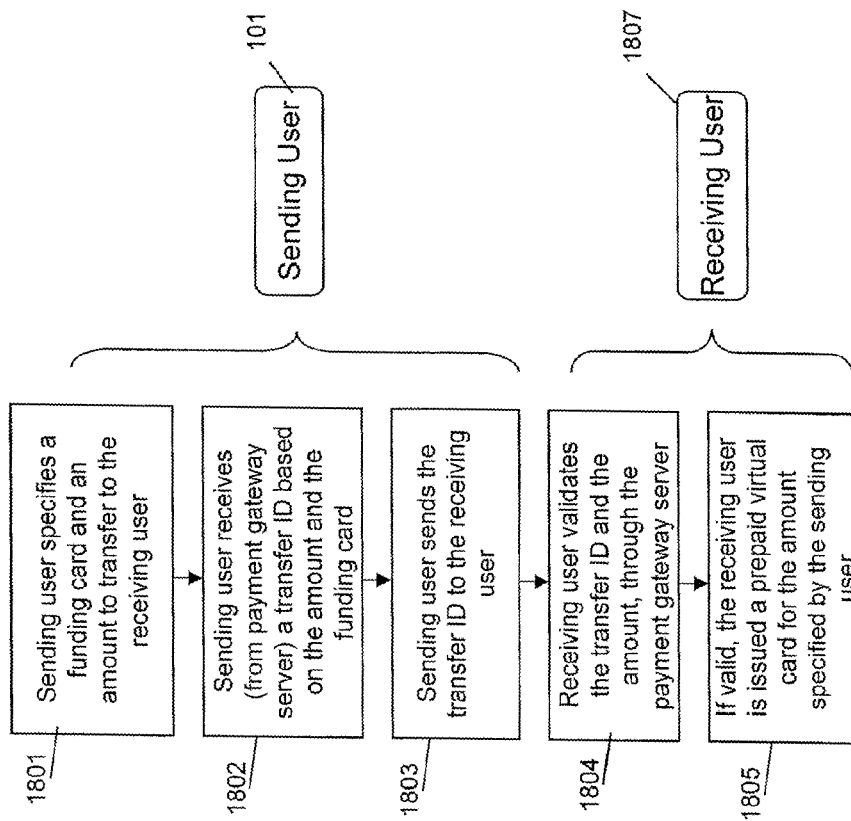 1801
Sending user specifies a
funding card and an
amount to transfer to the
receiving user
1802
Sending user receives
(from payment gateway
server) a transfer ID based
on the amount and the
funding card
1803
Sending user sends the
transfer ID to the receiving
user
Sending User
101
1804
Receiving user validates
the transfer ID and the
amount, through the
payment gateway server
1805
If valid, the receiving user
is issued a prepaid virtual
card for the amount
specified by the sending
user
Receiving User
1807